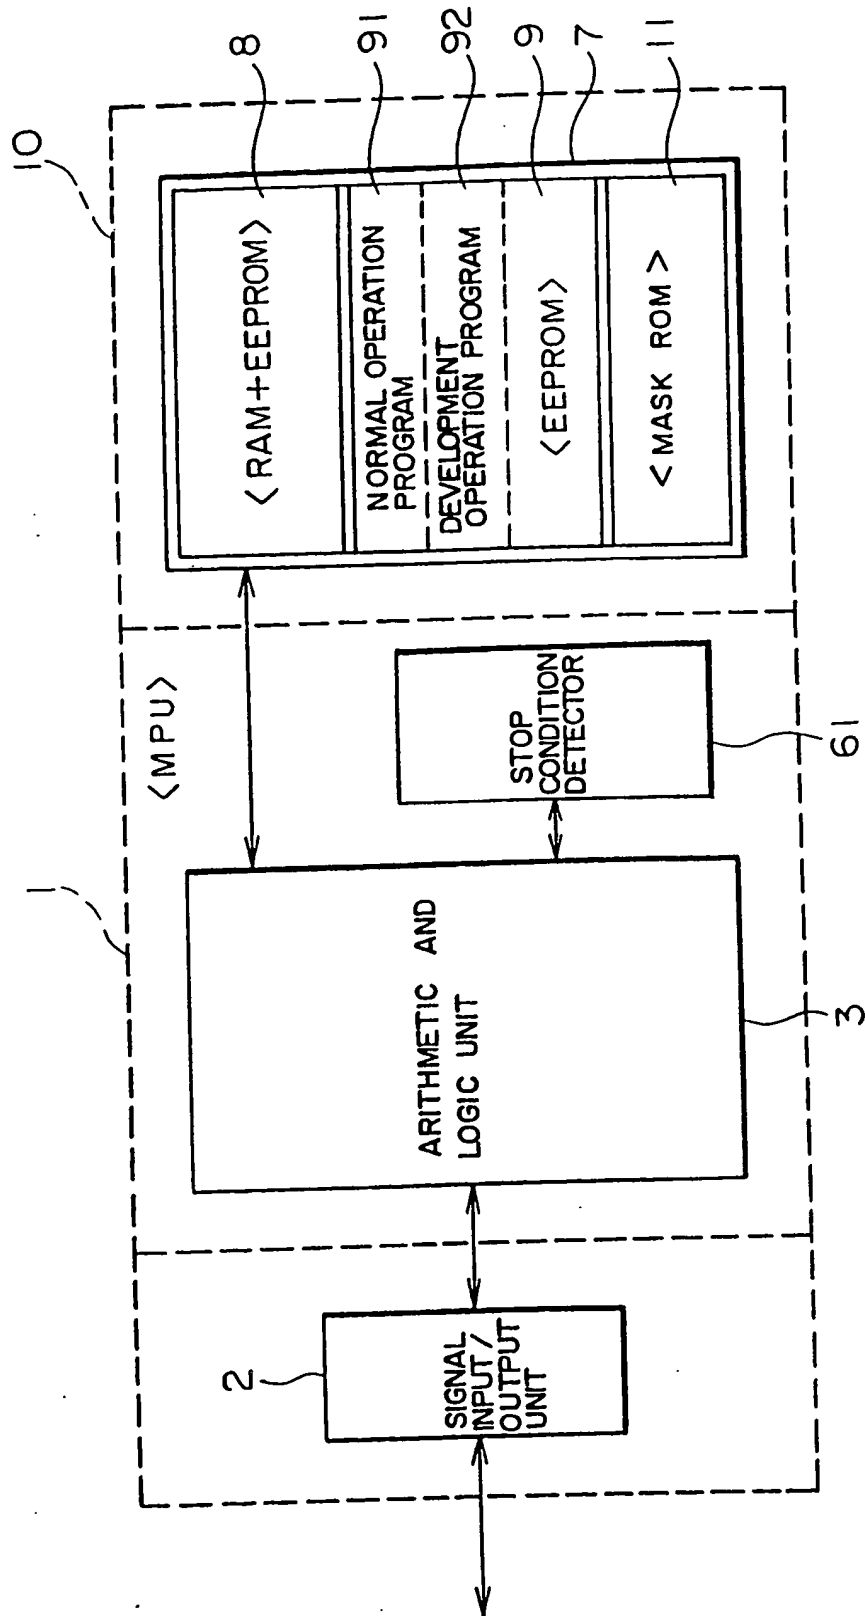 10
8
91
92
9
7
11
<RAM+EEPROM>
NORMAL OPERATION
PROGRAM
DEVELOPMENT
OPERATION PROGRAM
<EEPROM>
<MASK ROM>
1
<MPU>
STOP
CONDITION
DETECTOR
61
ARITHMETIC AND
LOGIC UNIT
3
2
SIGNAL
INPUT/
OUTPUT
UNIT